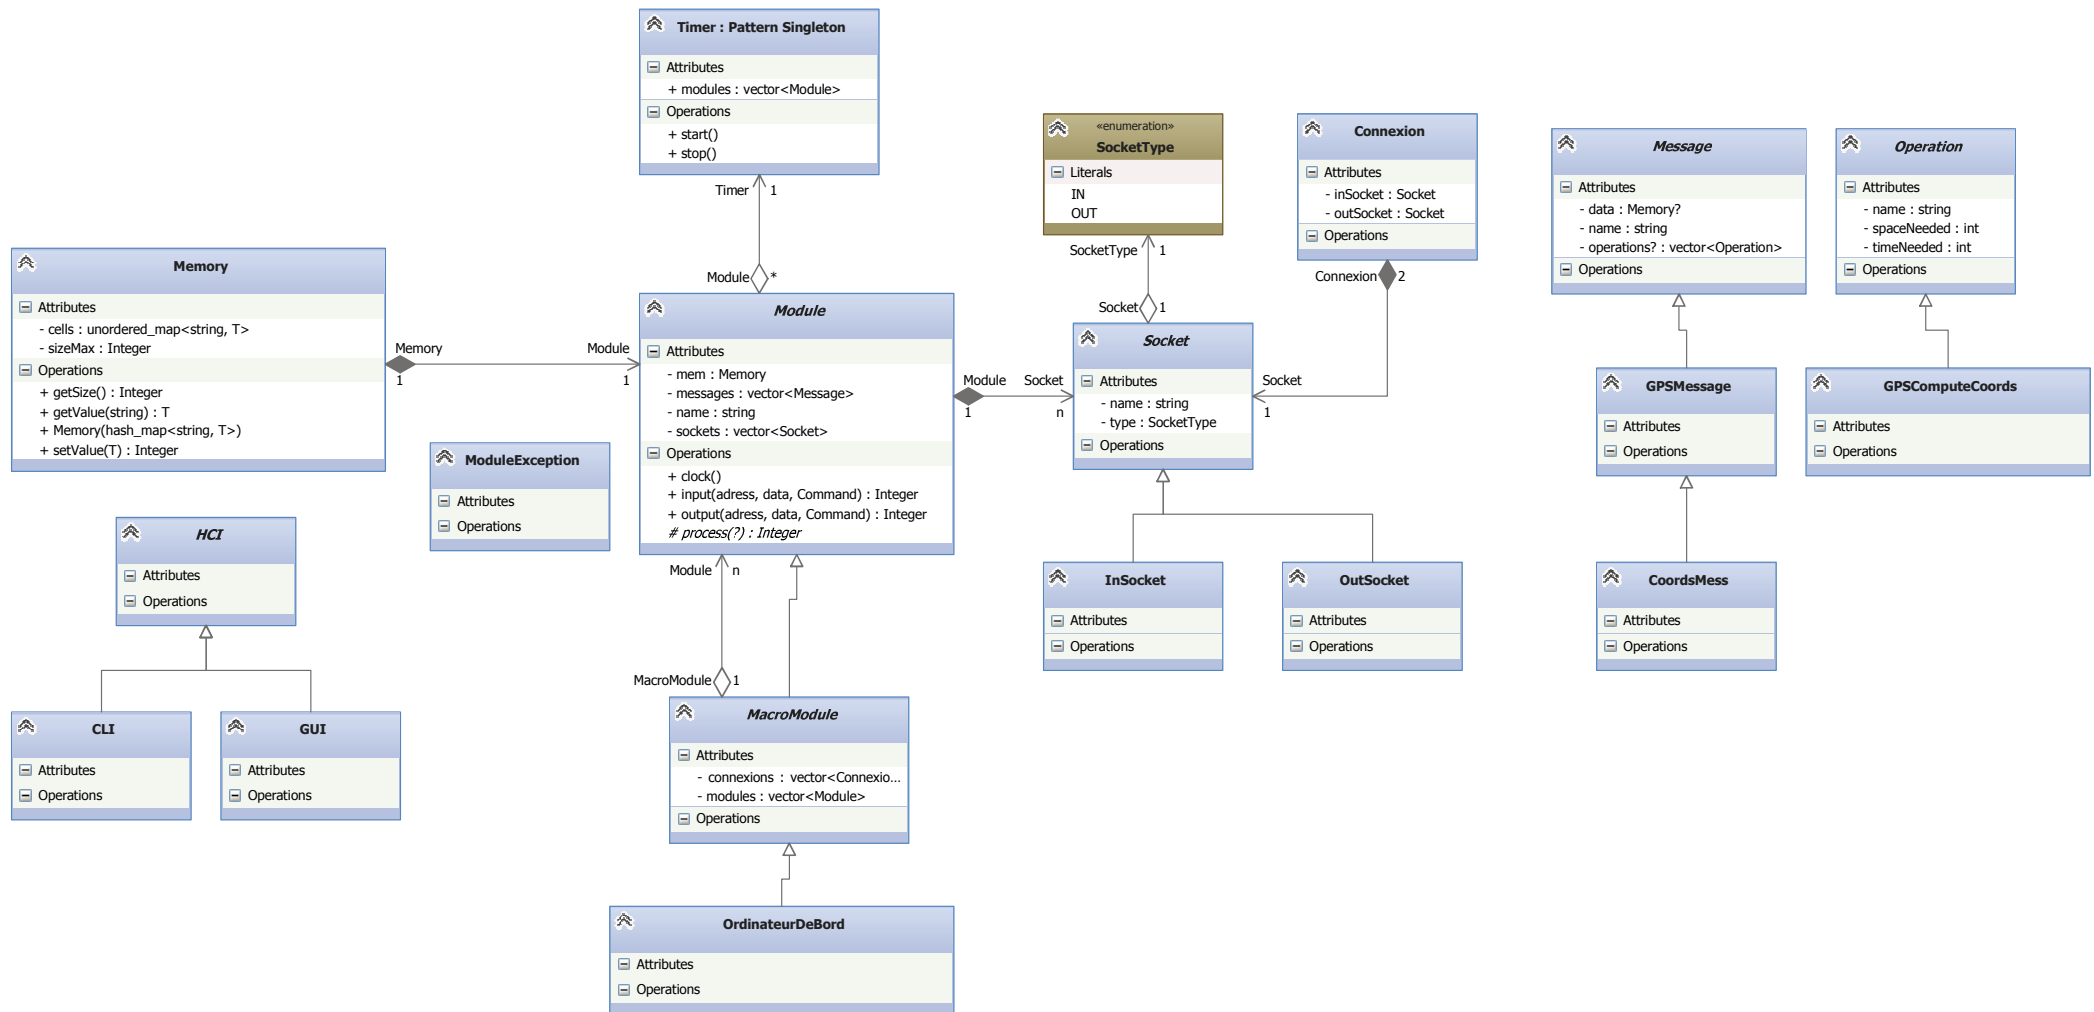 Timer : Pattern Singleton
Attributes
+ modules : vector<Module>
Operations
+ start()
+ stop()
Timer
1
Module
*
«enumeration»
SocketType
Literals
IN
OUT
SocketType
1
Socket
1
Connexion
Attributes
- inSocket : Socket
- outSocket : Socket
Operations
Connexion
2
Message
Attributes
- data : Memory?
- name : string
- operations? : vector<Operation>
Operations
Operation
Attributes
- name : string
- spaceNeeded : int
- timeNeeded : int
Operations
Memory
Attributes
- cells : unordered_map<string, T>
- sizeMax : Integer
Operations
+ getSize() : Integer
+ getValue(string) : T
+ Memory(hash_map<string, T>)
+ setValue(T) : Integer
Memory
1
Module
1
Module
Attributes
- mem : Memory
- messages : vector<Message>
- name : string
- sockets : vector<Socket>
Operations
+ clock()
+ input(adress, data, Command) : Integer
+ output(adress, data, Command) : Integer
# process(?) : Integer
Module
1
Socket
n
Socket
Attributes
- name : string
- type : SocketType
Operations
Socket
1
GPSMessage
Attributes
Operations
GPSComputeCoords
Attributes
Operations
ModuleException
Attributes
Operations
HCI
Attributes
Operations
Module
n
MacroModule
1
InSocket
Attributes
Operations
OutSocket
Attributes
Operations
CoordsMess
Attributes
Operations
CLI
Attributes
Operations
GUI
Attributes
Operations
MacroModule
Attributes
- connexions : vector<Connexio...
- modules : vector<Module>
Operations
OrdinateurDeBord
Attributes
Operations